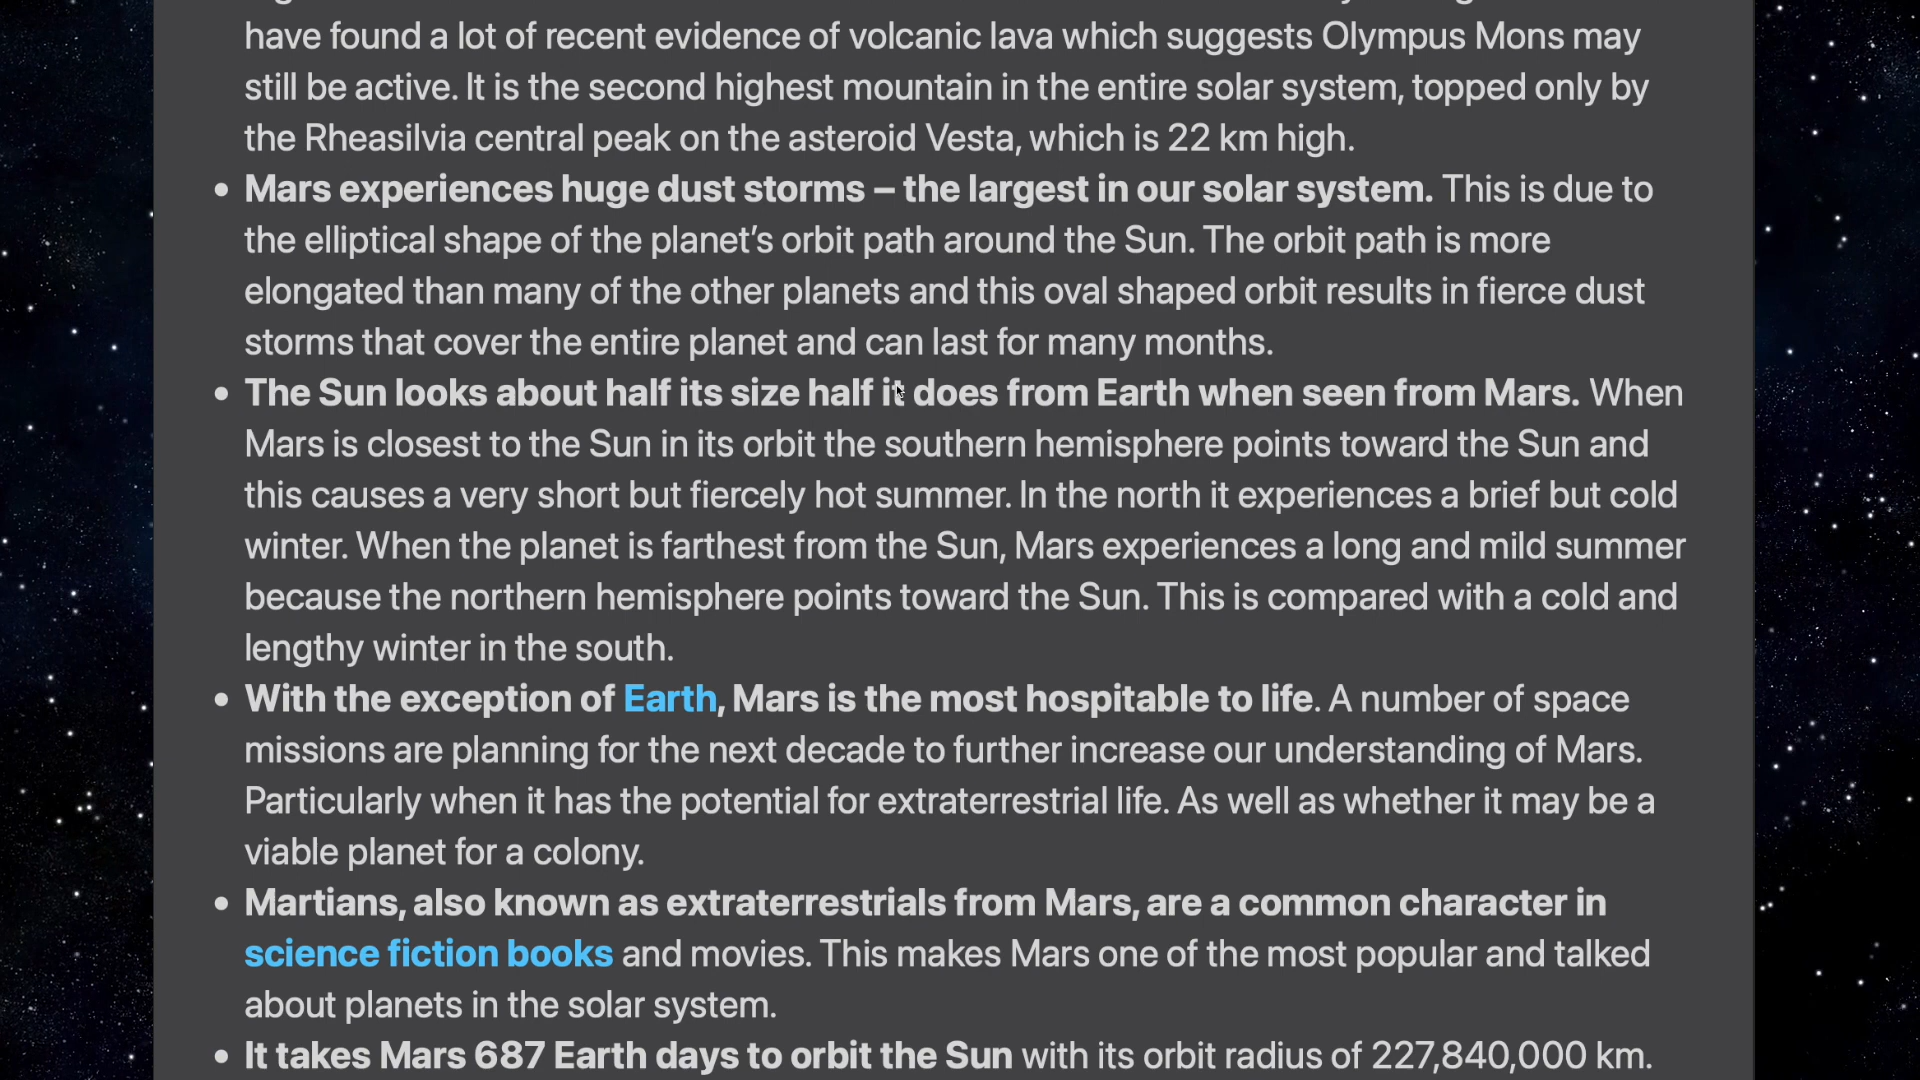 have found a lot of recent evidence of volcanic lava which suggests Olympus Mons may
still be active. It is the second highest mountain in the entire solar system, topped only by
the Rheasilvia central peak on the asteroid Vesta, which is 22 km high.
• Mars experiences huge dust storms – the largest in our solar system. This is due to
the elliptical shape of the planet’s orbit path around the Sun. The orbit path is more
elongated than many of the other planets and this oval shaped orbit results in fierce dust
storms that cover the entire planet and can last for many months.
• The Sun looks about half its size half it does from Earth when seen from Mars. When
Mars is closest to the Sun in its orbit the southern hemisphere points toward the Sun and
this causes a very short but fiercely hot summer. In the north it experiences a brief but cold
winter. When the planet is farthest from the Sun, Mars experiences a long and mild summer
because the northern hemisphere points toward the Sun. This is compared with a cold and
lengthy winter in the south.
• With the exception of Earth, Mars is the most hospitable to life. A number of space
missions are planning for the next decade to further increase our understanding of Mars.
Particularly when it has the potential for extraterrestrial life. As well as whether it may be a
viable planet for a colony.
• Martians, also known as extraterrestrials from Mars, are a common character in
science fiction books and movies. This makes Mars one of the most popular and talked
about planets in the solar system.
• It takes Mars 687 Earth days to orbit the Sun with its orbit radius of 227,840,000 km.